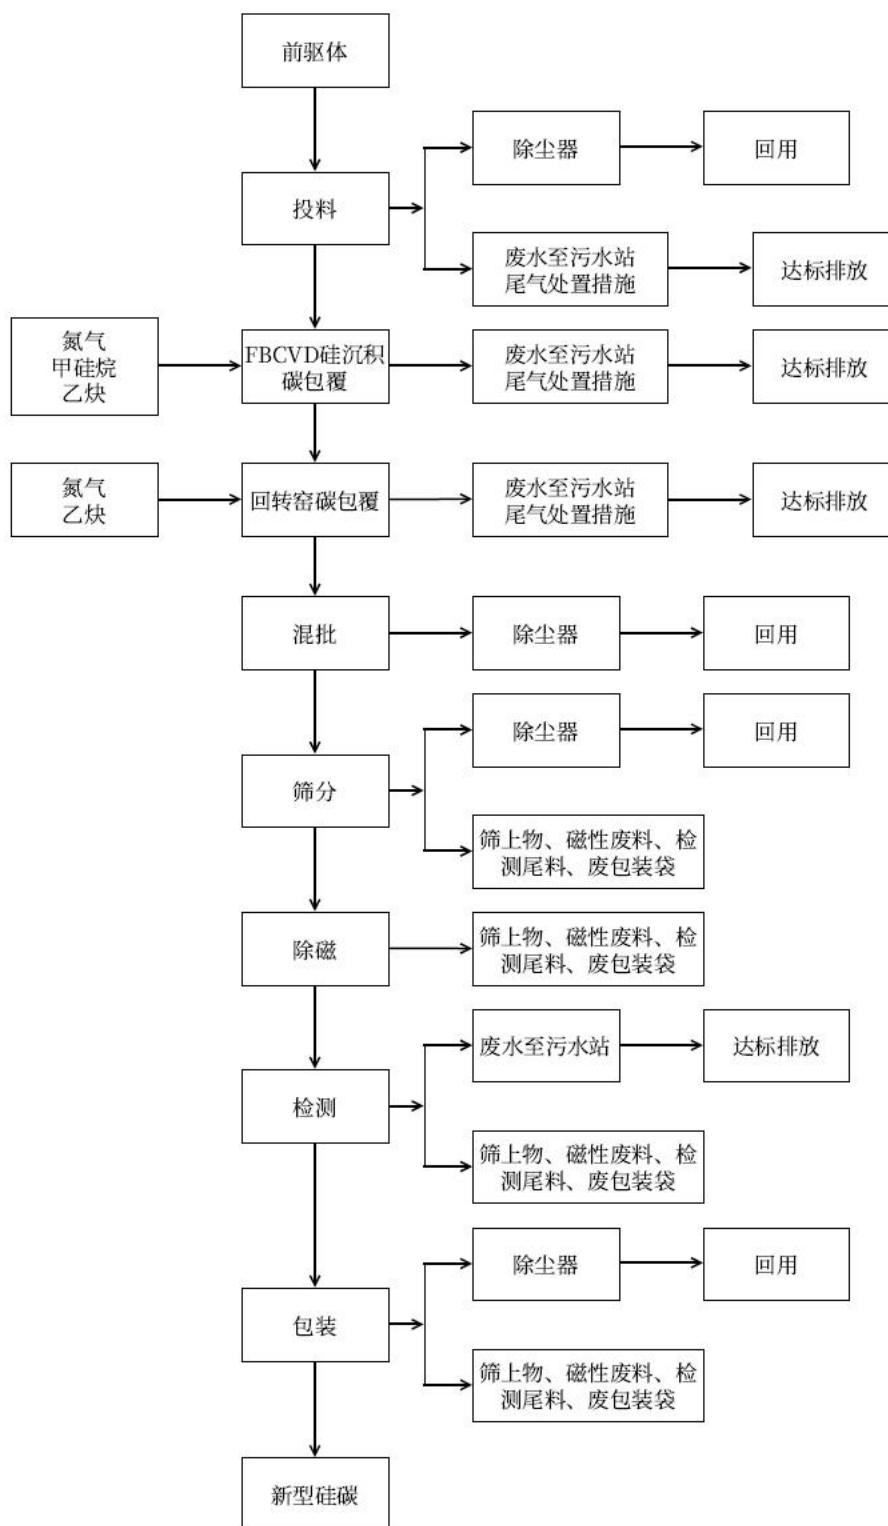 前驱体
除尘器
回用
投料
废水至污水站
尾气处置措施
达标排放
氮气
甲硅烷
乙炔
FBCVD硅沉积
碳包覆
废水至污水站
尾气处置措施
达标排放
氮气
乙炔
回转窑碳包覆
废水至污水站
尾气处置措施
达标排放
混批
除尘器
回用
除尘器
回用
筛分
筛上物、磁性废料、检
测尾料、废包装袋
除磁
筛上物、磁性废料、检
测尾料、废包装袋
废水至污水站
达标排放
检测
筛上物、磁性废料、检
测尾料、废包装袋
除尘器
回用
包装
筛上物、磁性废料、检
测尾料、废包装袋
新型硅碳